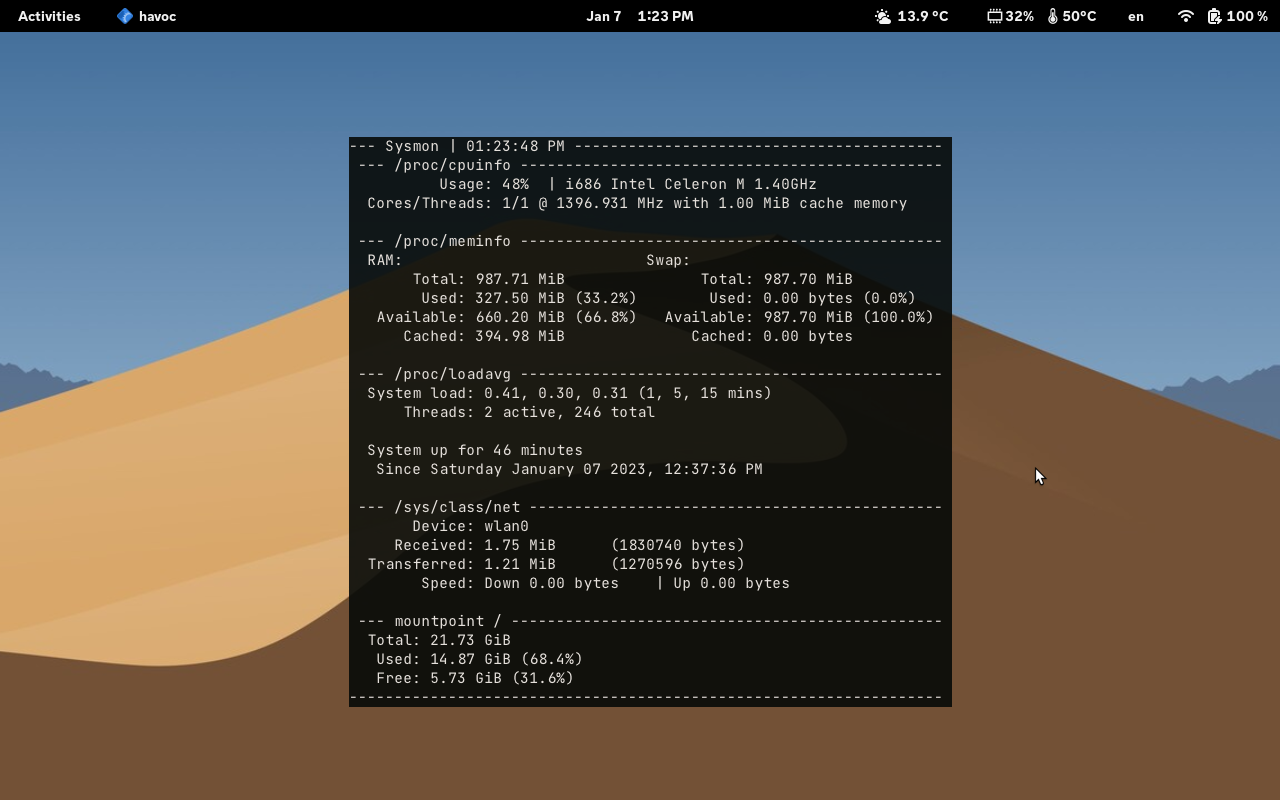 Activities havoc Jan 7 1:23 PM 13.9 °C 32% 50°C en 100 %
--- Sysmon | 01:23:48 PM -----------------------------------------
--- /proc/cpuinfo -----------------------------------------------
Usage: 48% | i686 Intel Celeron M 1.40GHz
Cores/Threads: 1/1 @ 1396.931 MHz with 1.00 MiB cache memory
--- /proc/meminfo -----------------------------------------------
RAM: Swap:
Total: 987.71 MiB Total: 987.70 MiB
Used: 327.50 MiB (33.2%) Used: 0.00 bytes (0.0%)
Available: 660.20 MiB (66.8%) Available: 987.70 MiB (100.0%)
Cached: 394.98 MiB Cached: 0.00 bytes
--- /proc/loadavg -----------------------------------------------
System load: 0.41, 0.30, 0.31 (1, 5, 15 mins)
Threads: 2 active, 246 total
System up for 46 minutes
Since Saturday January 07 2023, 12:37:36 PM
--- /sys/class/net ----------------------------------------------
Device: wlan0
Received: 1.75 MiB (1830740 bytes)
Transferred: 1.21 MiB (1270596 bytes)
Speed: Down 0.00 bytes | Up 0.00 bytes
--- mountpoint / ------------------------------------------------
Total: 21.73 GiB
Used: 14.87 GiB (68.4%)
Free: 5.73 GiB (31.6%)
------------------------------------------------------------------